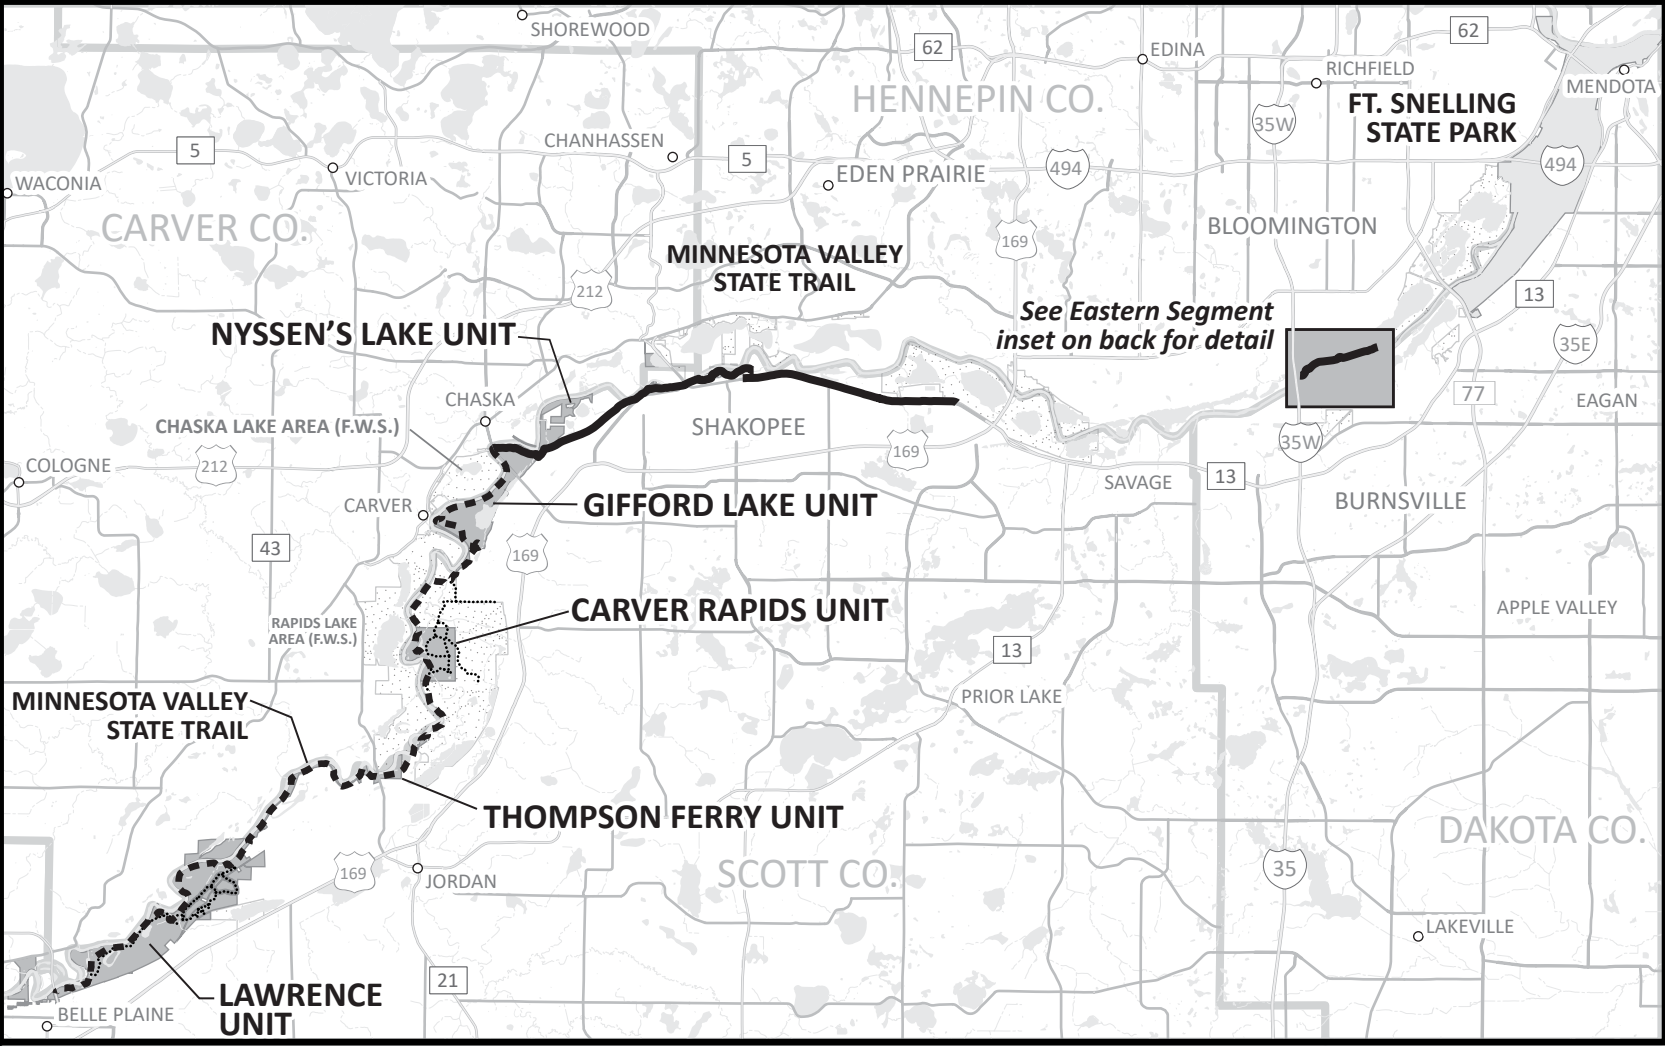 SHOREWOOD
62
EDINA
62
RICHFIELD
MENDOTA
HENNEPIN CO.
FT. SNELLING
STATE PARK
35W
5
CHANHASSEN
5
494
494
WACONIA
VICTORIA
EDEN PRAIRIE
CARVER CO.
BLOOMINGTON
169
MINNESOTA VALLEY
STATE TRAIL
212
13
See Eastern Segment
inset on back for detail
NYSSEN'S LAKE UNIT
35E
CHASKA
77
EAGAN
CHASKA LAKE AREA (F.W.S.)
SHAKOPEE
35W
169
COLOGNE
212
SAVAGE
13
CARVER
GIFFORD LAKE UNIT
BURNSVILLE
43
169
RAPIDS LAKE
AREA (F.W.S.)
CARVER RAPIDS UNIT
APPLE VALLEY
13
PRIOR LAKE
MINNESOTA VALLEY
STATE TRAIL
THOMPSON FERRY UNIT
DAKOTA CO.
169
JORDAN
SCOTT CO.
35
LAKEVILLE
21
LAWRENCE
UNIT
BELLE PLAINE